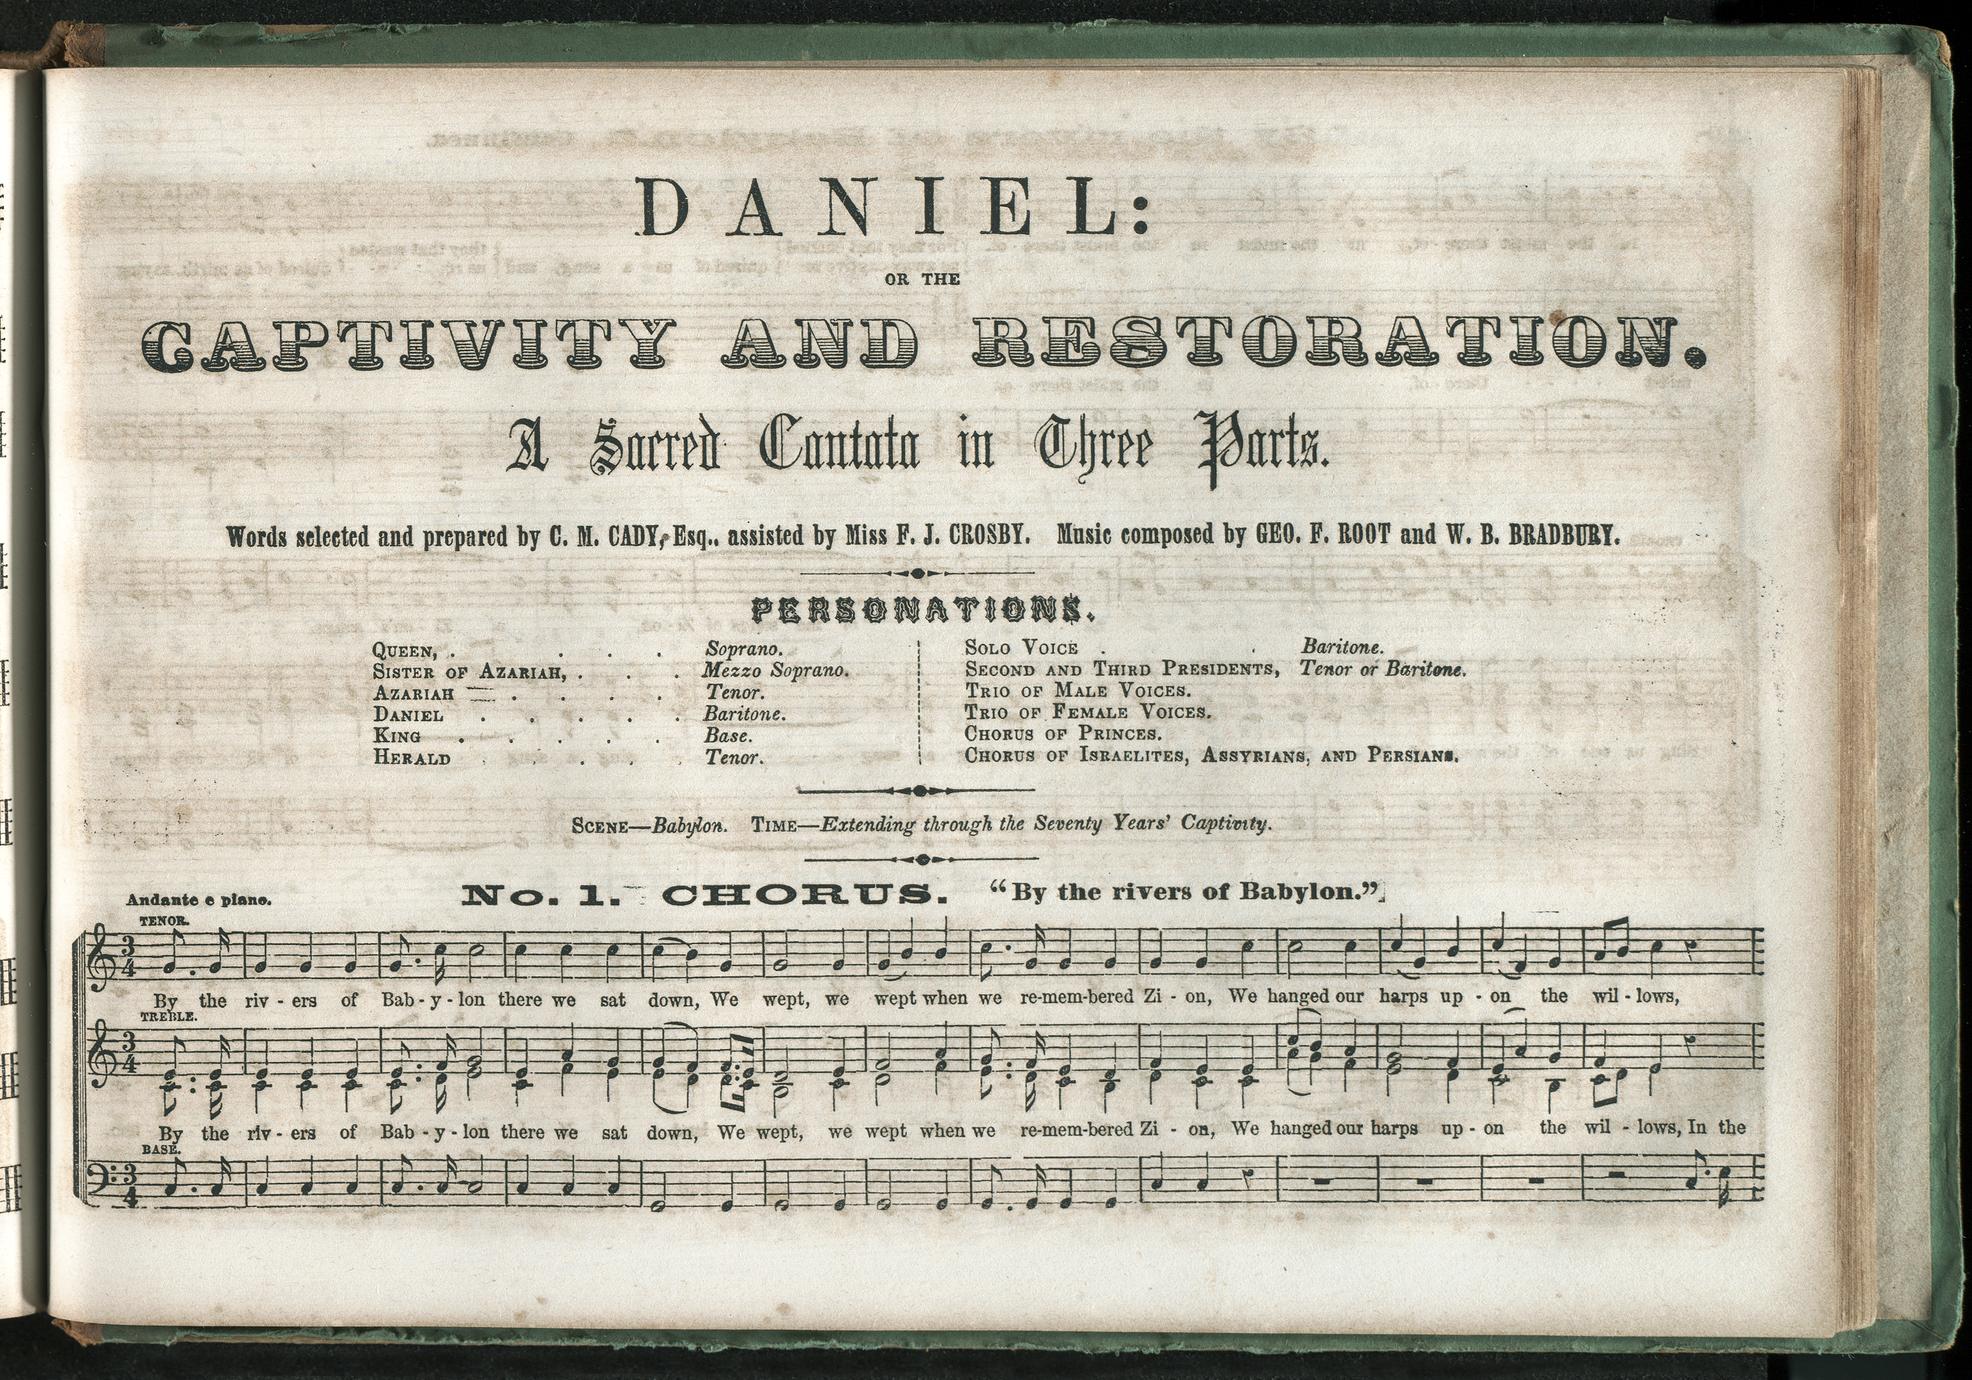 DANIEL:
OR THE
CAPTIVITY AND RESTORATION.
A Sacred Cantata in Three Parts.
Words selected and prepared by C. M. CADY, Esq., assisted by Miss F. J. CROSBY. Music composed by GEO. F. ROOT and W. B. BRADBURY.
PERSONATIONS.
QUEEN, . . . . Soprano.
SISTER OF AZARIAH, . . . Mezzo Soprano.
AZARIAH — . . . . Tenor.
DANIEL . . . . . Baritone.
KING . . . . . Base.
HERALD . . . . . Tenor.
SOLO VOICE . . Baritone.
SECOND AND THIRD PRESIDENTS, Tenor or Baritone.
TRIO OF MALE VOICES.
TRIO OF FEMALE VOICES.
CHORUS OF PRINCES.
CHORUS OF ISRAELITES, ASSYRIANS, AND PERSIANS.
SCENE—Babylon. TIME—Extending through the Seventy Years' Captivity.
Andante e piano. No. 1. CHORUS. "By the rivers of Babylon."
TENOR.
3 4
By the riv - ers of Bab - y - lon there we sat down, We wept, we wept when we re-mem-bered Zi - on, We hanged our harps up - on the wil - lows,
TREBLE.
3 4
By the riv - ers of Bab - y - lon there we sat down, We wept, we wept when we re-mem-bered Zi - on, We hanged our harps up - on the wil - lows, In the
BASE.
3 4